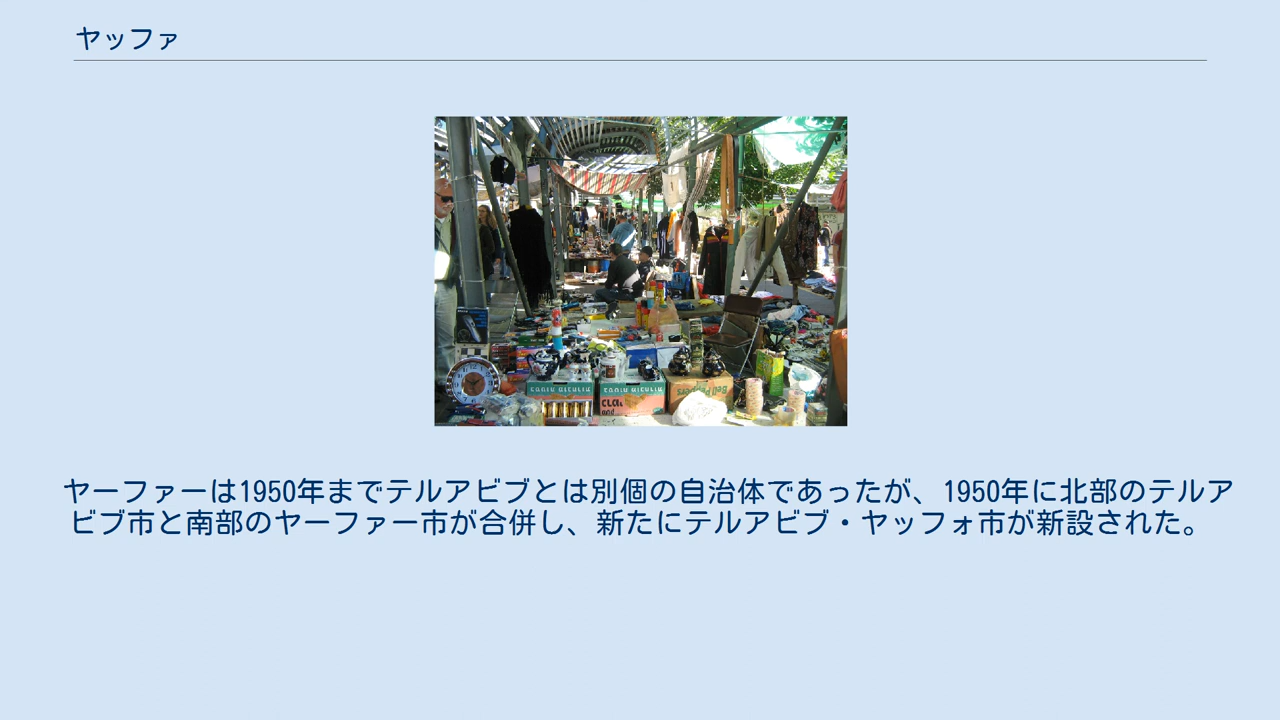 ヤッファ
CLA
and
ヤーファーは1950年までテルアビブとは別個の自治体であったが、1950年に北部のテルア
ビブ市と南部のヤーファー市が合併し、新たにテルアビブ・ヤッフォ市が新設された。